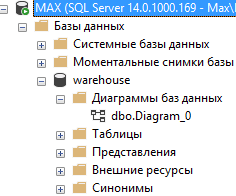 MAX (SQL Server 14.0.1000.169 - Max\
Базы данных
Системные базы данных
Моментальные снимки базы
warehouse
Диаграммы баз данных
dbo.Diagram_0
Таблицы
Представления
Внешние ресурсы
Синонимы